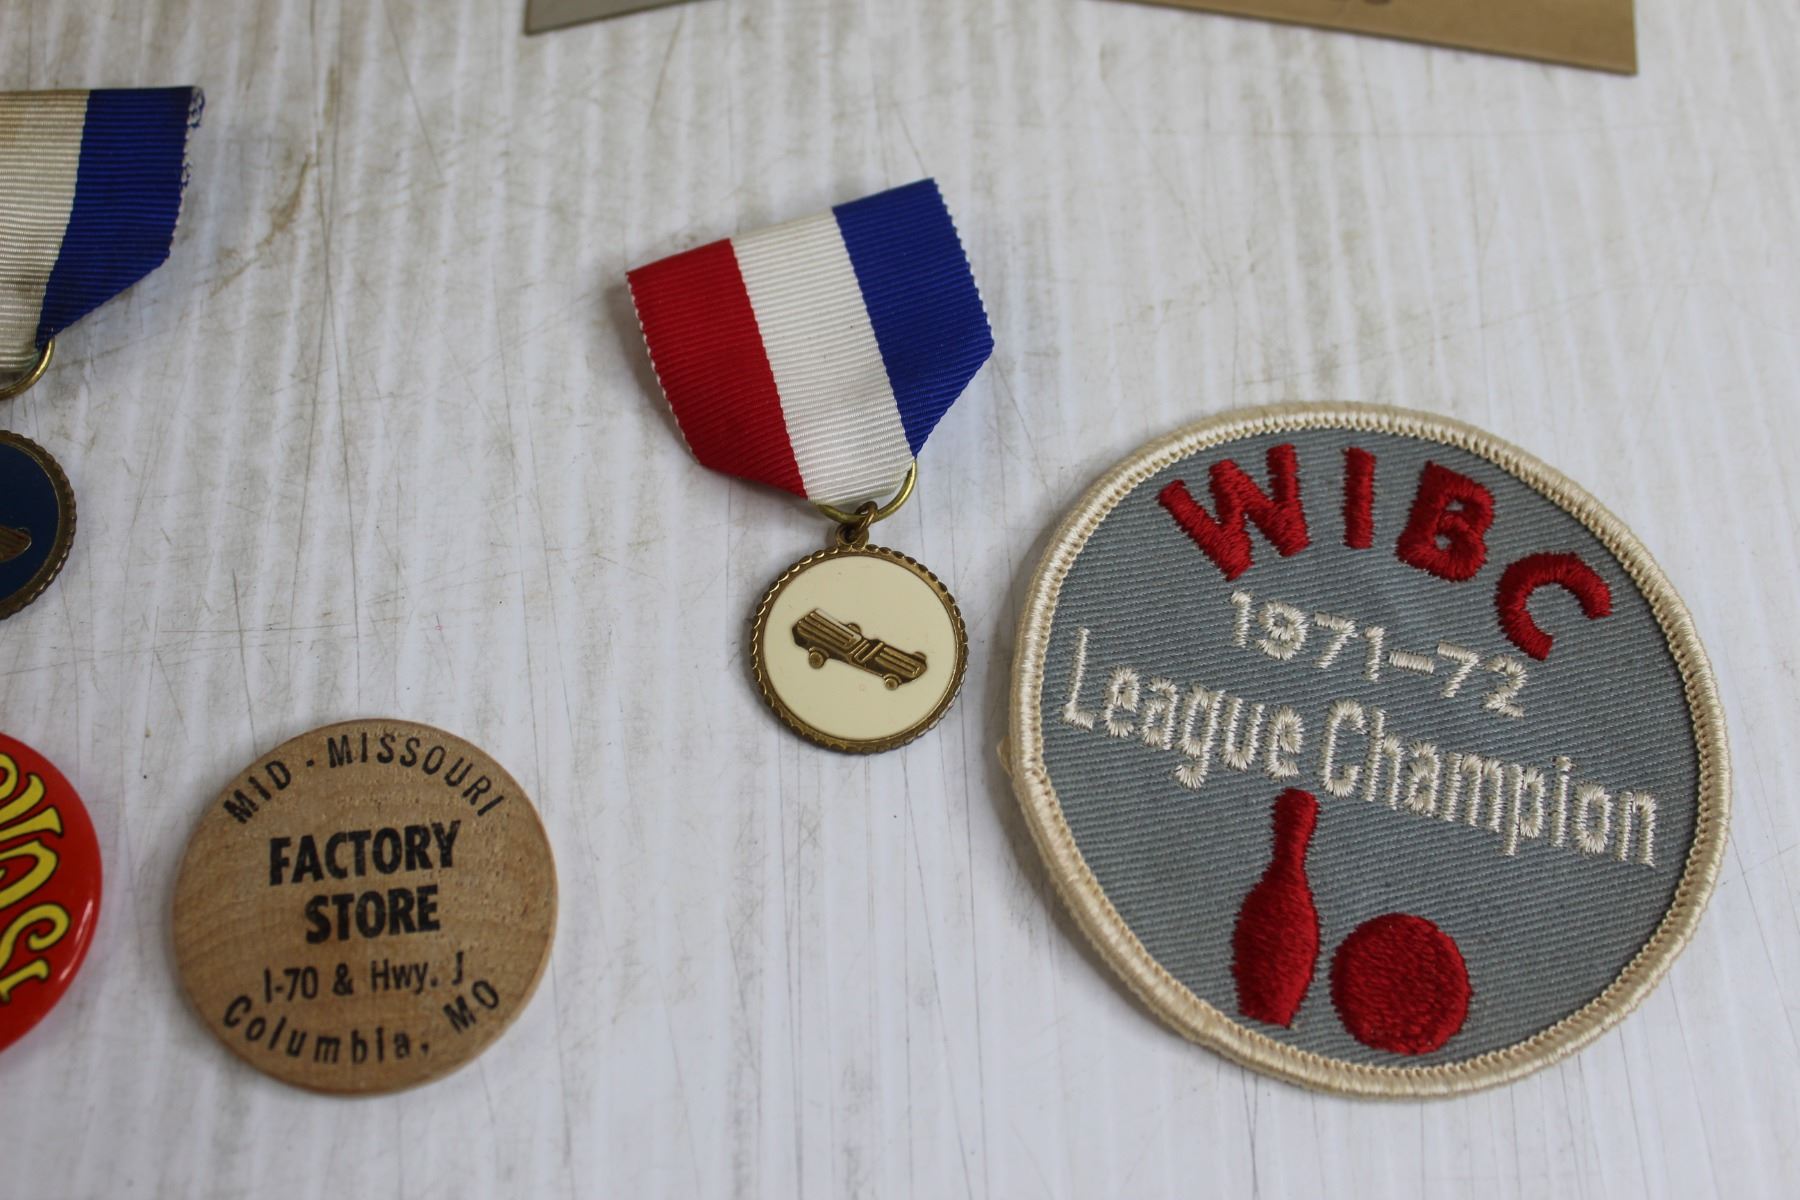 MID - MISSOURI
FACTORY
STORE
I-70 & Hwy. J
Columbia, MO
WIBC
1971-72
League Champion